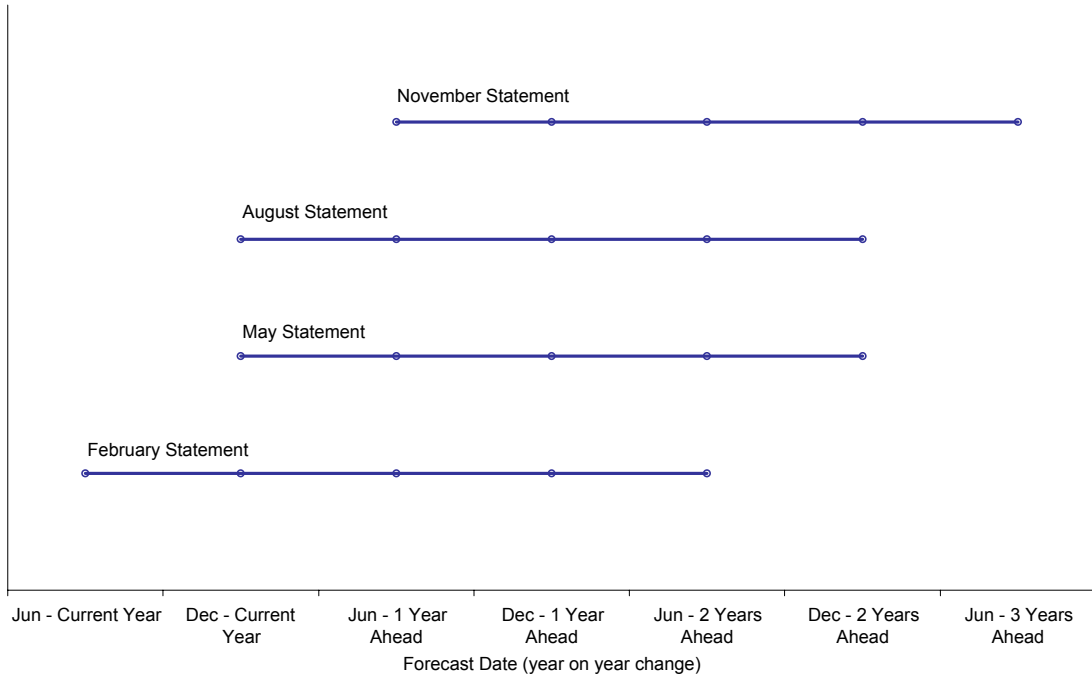 November Statement
August Statement
May Statement
February Statement
Jun - Current Year
Dec - Current
Year
Jun - 1 Year
Ahead
Dec - 1 Year
Ahead
Jun - 2 Years
Ahead
Dec - 2 Years
Ahead
Jun - 3 Years
Ahead
Forecast Date (year on year change)